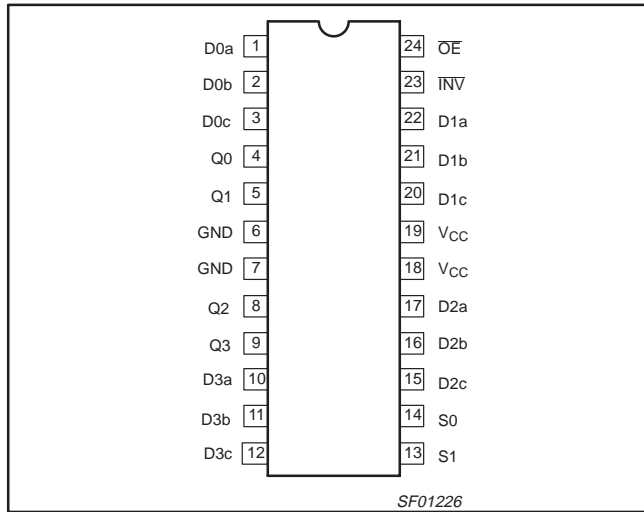 D0a 1 24 OE
D0b 2 23 INV
D0c 3 22 D1a
Q0 4 21 D1b
Q1 5 20 D1c
GND 6 19 VCC
GND 7 18 VCC
Q2 8 17 D2a
Q3 9 16 D2b
D3a 10 15 D2c
D3b 11 14 S0
D3c 12 13 S1
SF01226